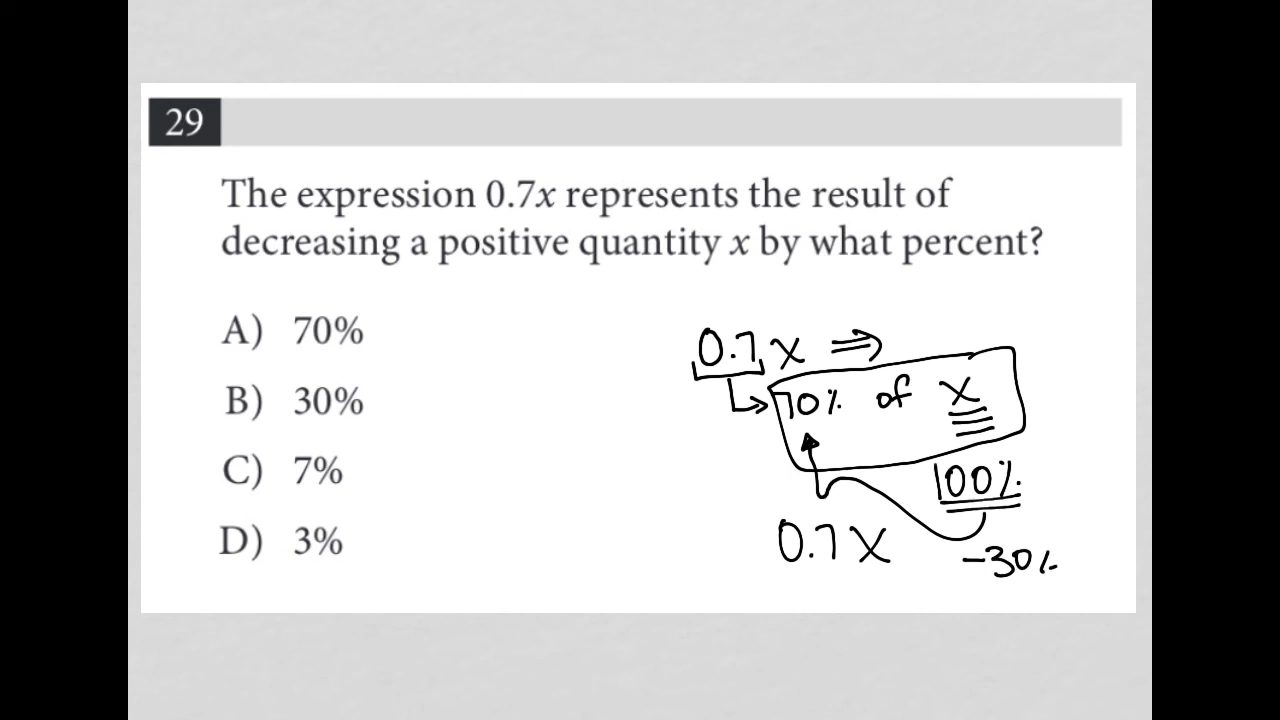 29
The expression 0.7x represents the result of
decreasing a positive quantity x by what percent?
A) 70%
B) 30%
C) 7%
D) 3%
0.7x ⇒
70% of x
100%
0.7x
-30%